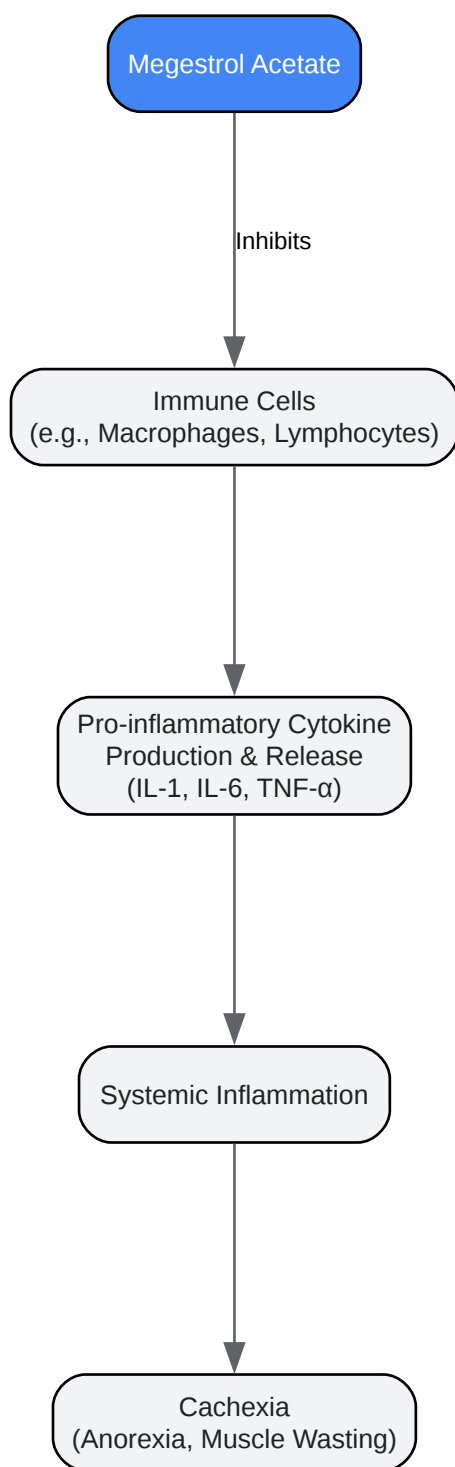 Megestrol Acetate
Inhibits
Immune Cells
(e.g., Macrophages, Lymphocytes)
Pro-inflammatory Cytokine
Production & Release
(IL-1, IL-6, TNF-α)
Systemic Inflammation
Cachexia
(Anorexia, Muscle Wasting)